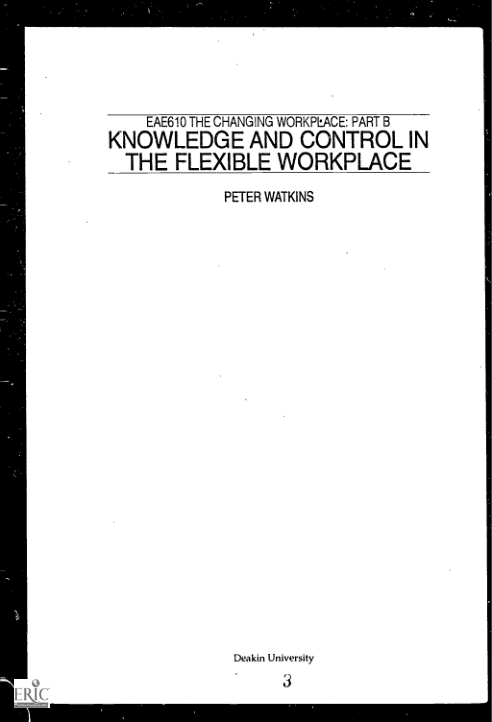 EAE610 THE CHANGING WORKPLACE: PART B
KNOWLEDGE AND CONTROL IN
THE FLEXIBLE WORKPLACE
PETER WATKINS
Deakin University
3
ERIC